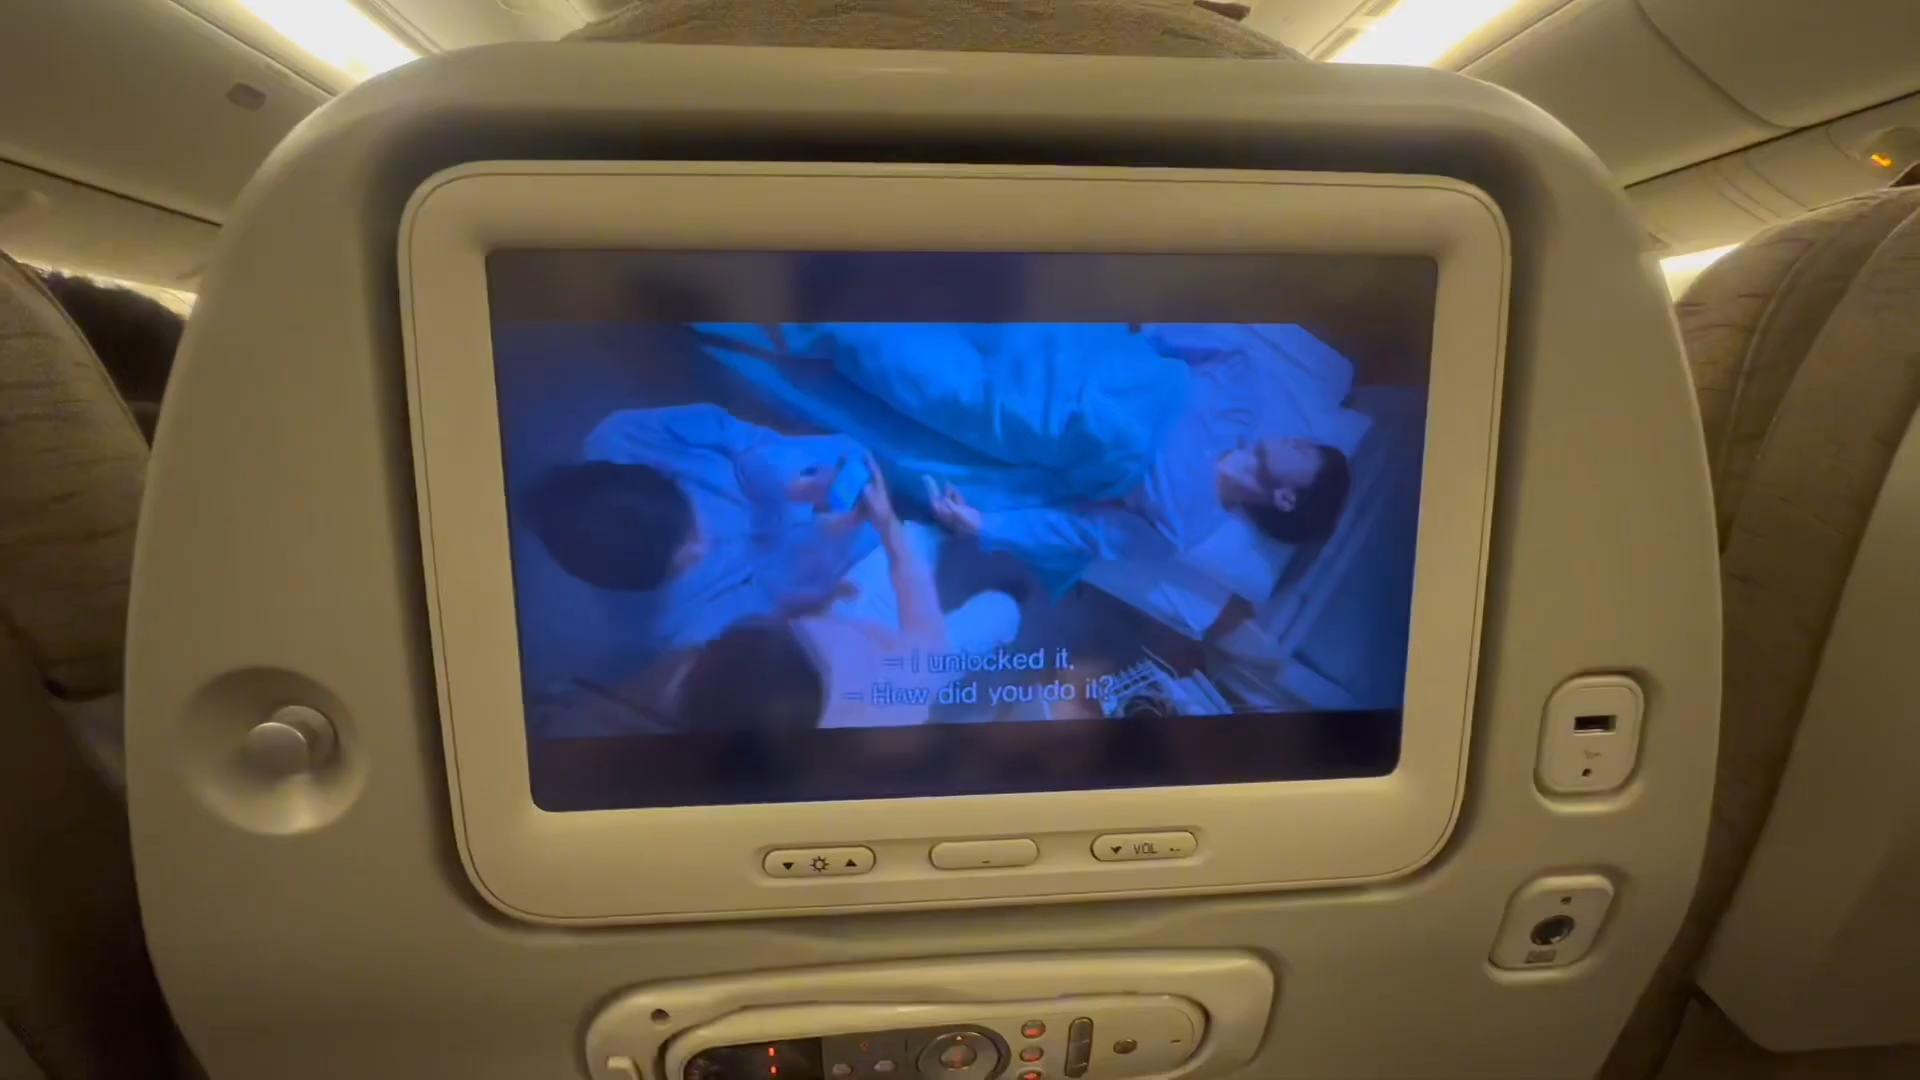 – I unlocked it.
– How did you do it?
VOL